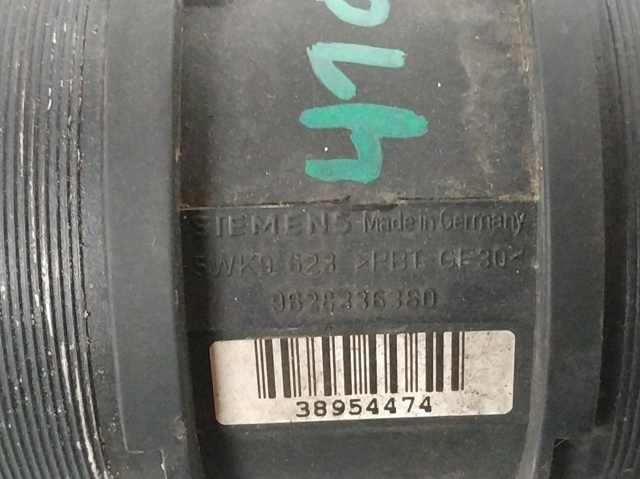 SIEMENS Made in Germany
5WK9 623 >PBT GF30<
9628336380
38954474